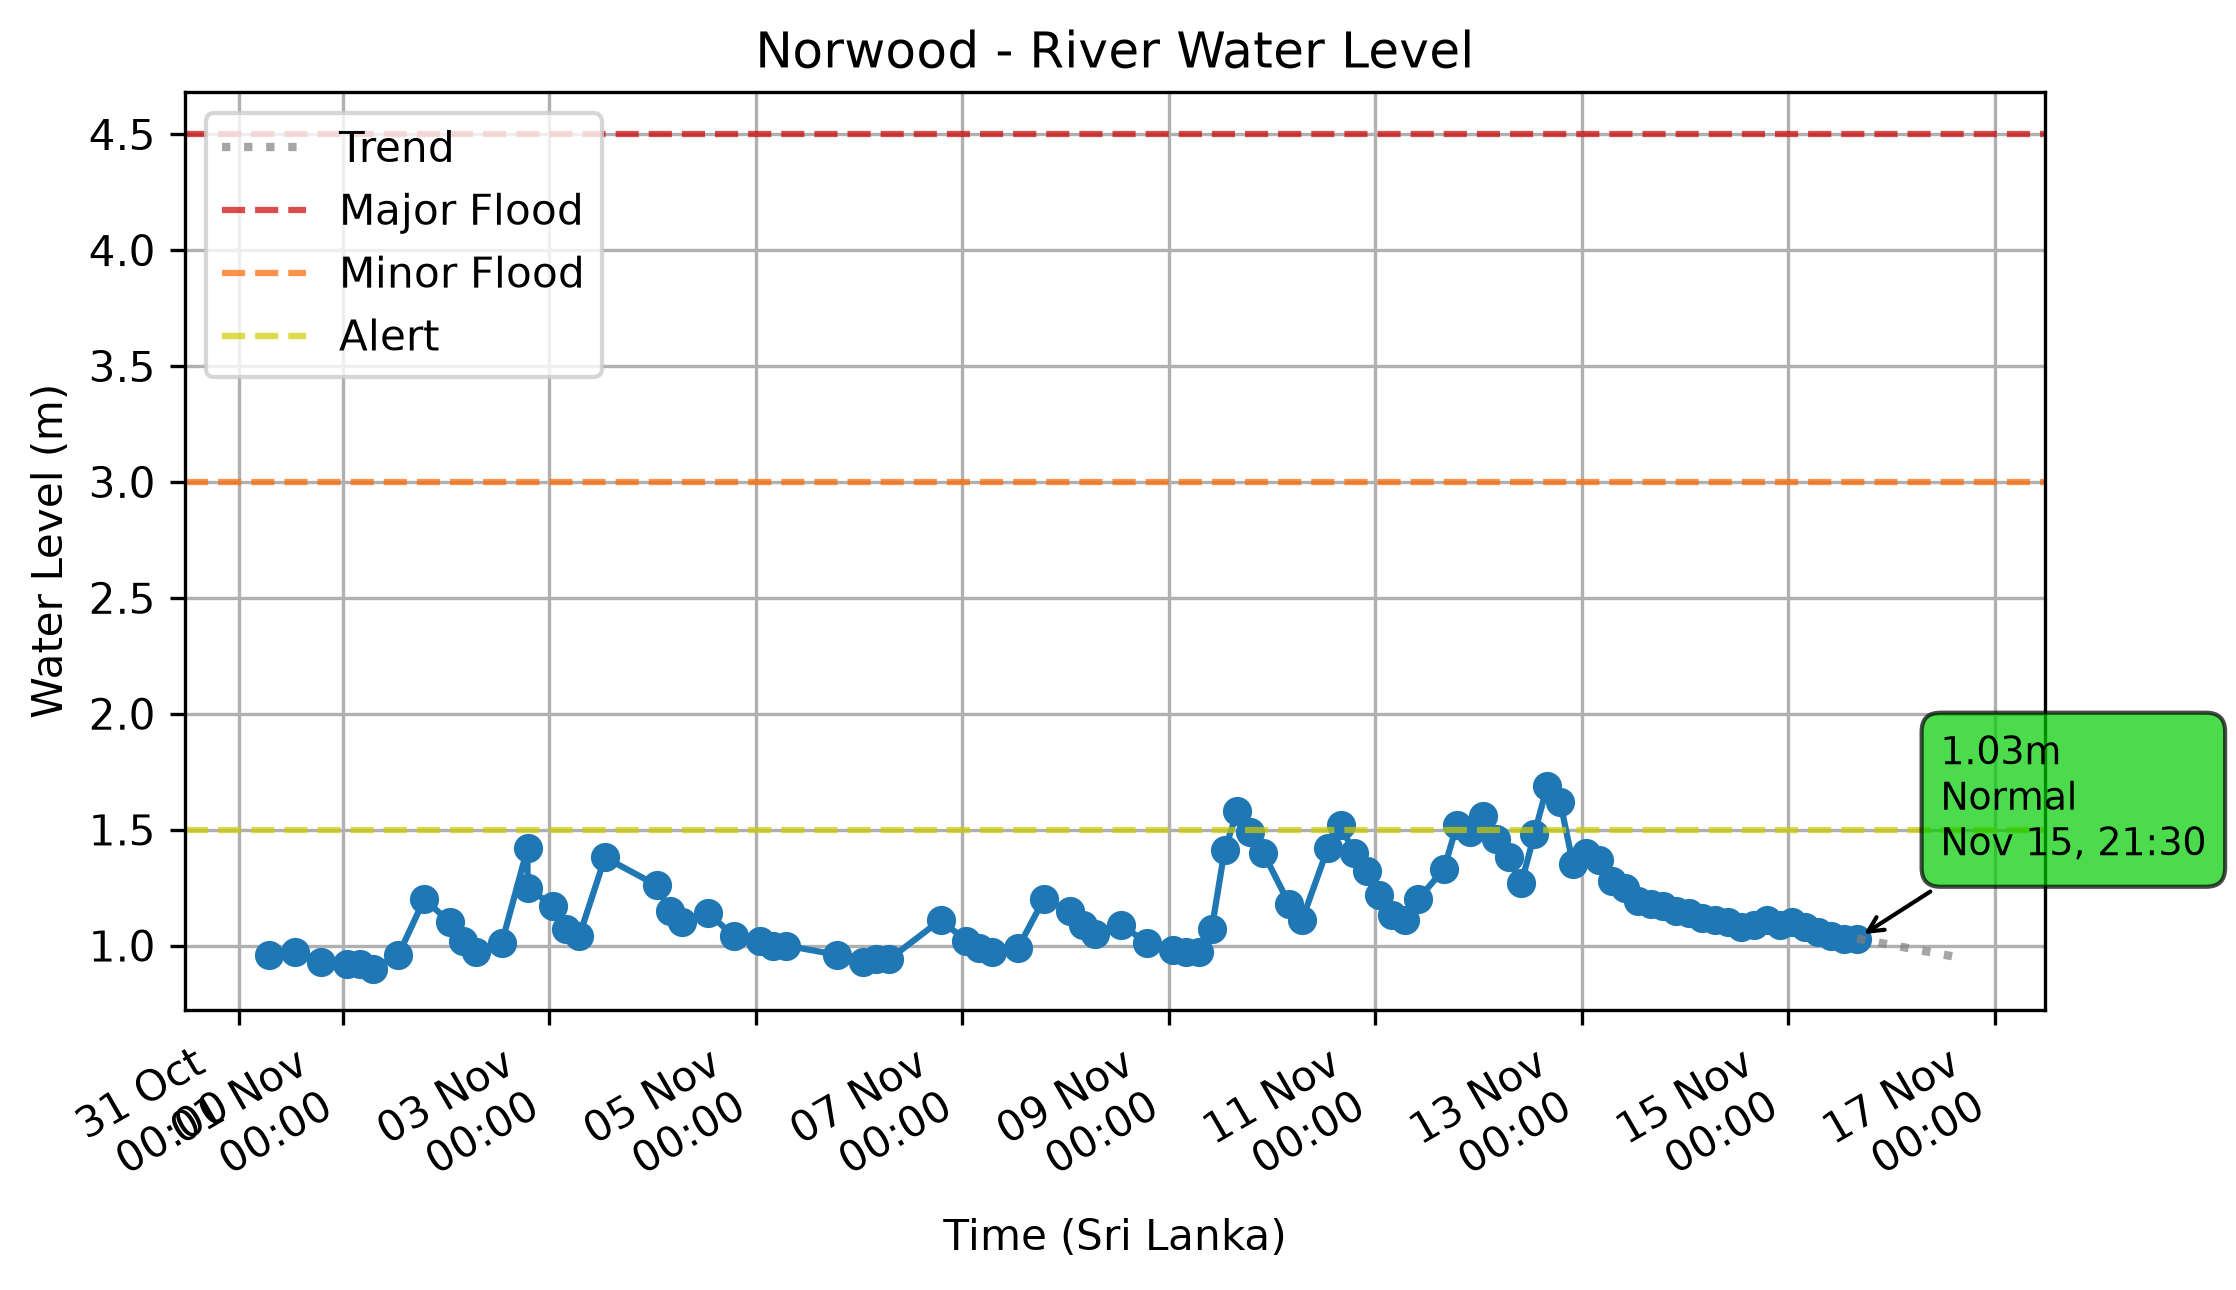 Norwood - River Water Level
Trend
Major Flood
Minor Flood
Alert
Water Level (m)
4.5
4.0
3.5
3.0
2.5
2.0
1.5
1.0
1.03m
Normal
Nov 15, 21:30
31 Oct
00:00
01 Nov
00:00
03 Nov
00:00
05 Nov
00:00
07 Nov
00:00
09 Nov
00:00
11 Nov
00:00
13 Nov
00:00
15 Nov
00:00
17 Nov
00:00
Time (Sri Lanka)